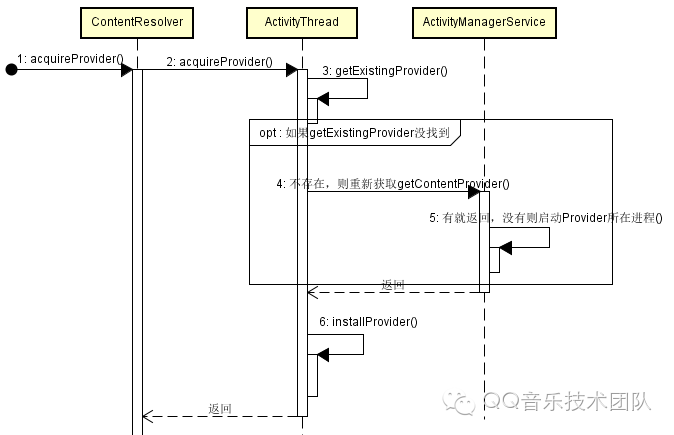 ContentResolver
ActivityThread
ActivityManagerService
1: acquireProvider()
2: acquireProvider()
3: getExistingProvider()
opt : 如果getExistingProvider没找到
4: 不存在，则重新获取getContentProvider()
5: 有就返回，没有则启动Provider所在进程()
返回
6: installProvider()
返回
QQ音乐技术团队